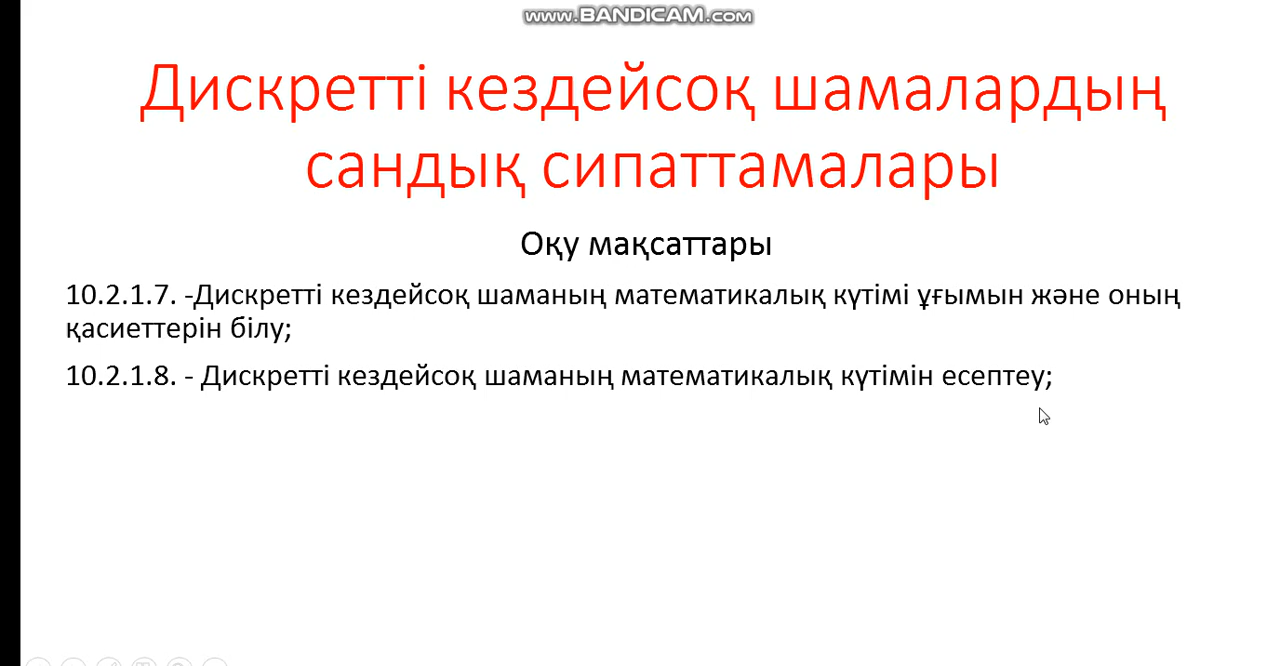 www.BANDICAM.com
Дискретті кездейсоқ шамалардың
сандық сипаттамалары
Оқу мақсаттары
10.2.1.7. -Дискретті кездейсоқ шаманың математикалық күтімі ұғымын және оның
қасиеттерін білу;
10.2.1.8. - Дискретті кездейсоқ шаманың математикалық күтімін есептеу;